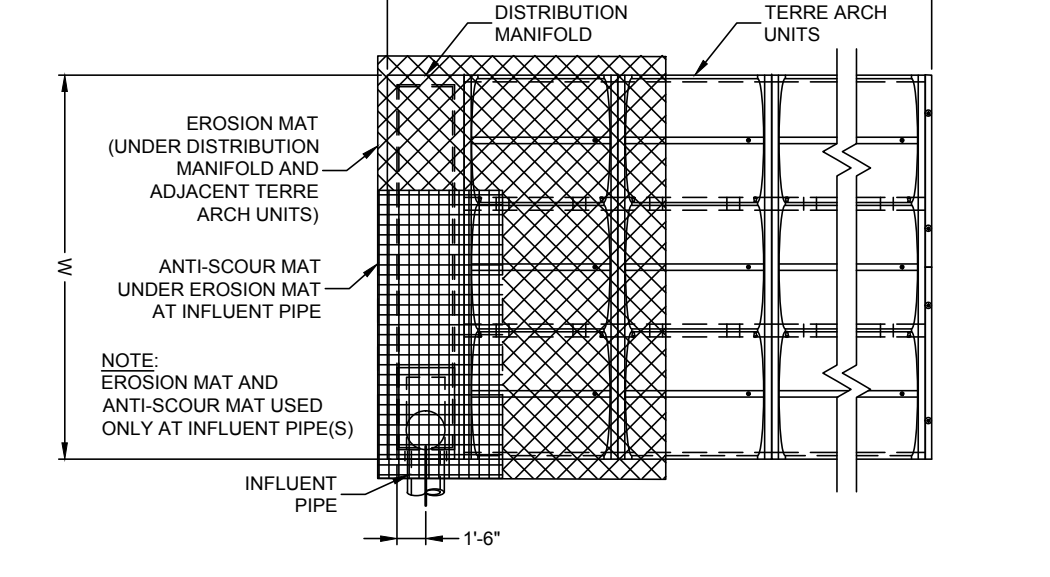 DISTRIBUTION
MANIFOLD
TERRE ARCH
UNITS
EROSION MAT
(UNDER DISTRIBUTION
MANIFOLD AND
ADJACENT TERRE
ARCH UNITS)
W
ANTI-SCOUR MAT
UNDER EROSION MAT
AT INFLUENT PIPE
NOTE:
EROSION MAT AND
ANTI-SCOUR MAT USED
ONLY AT INFLUENT PIPE(S)
INFLUENT
PIPE
1'-6"